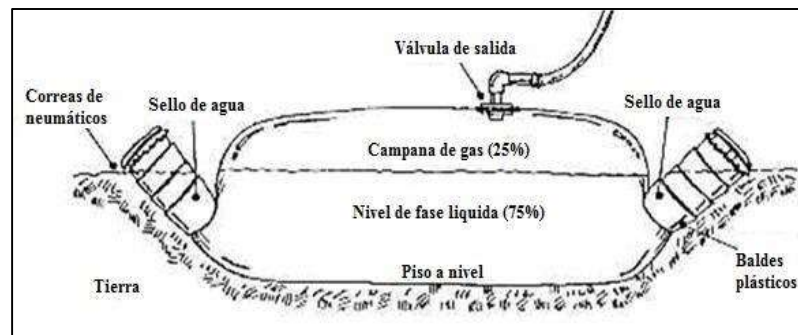 Válvula de salida
Correas de
neumáticos
Sello de agua
Sello de agua
Campana de gas (25%)
Nivel de fase líquida (75%)
Baldes
plásticos
Piso a nivel
Tierra